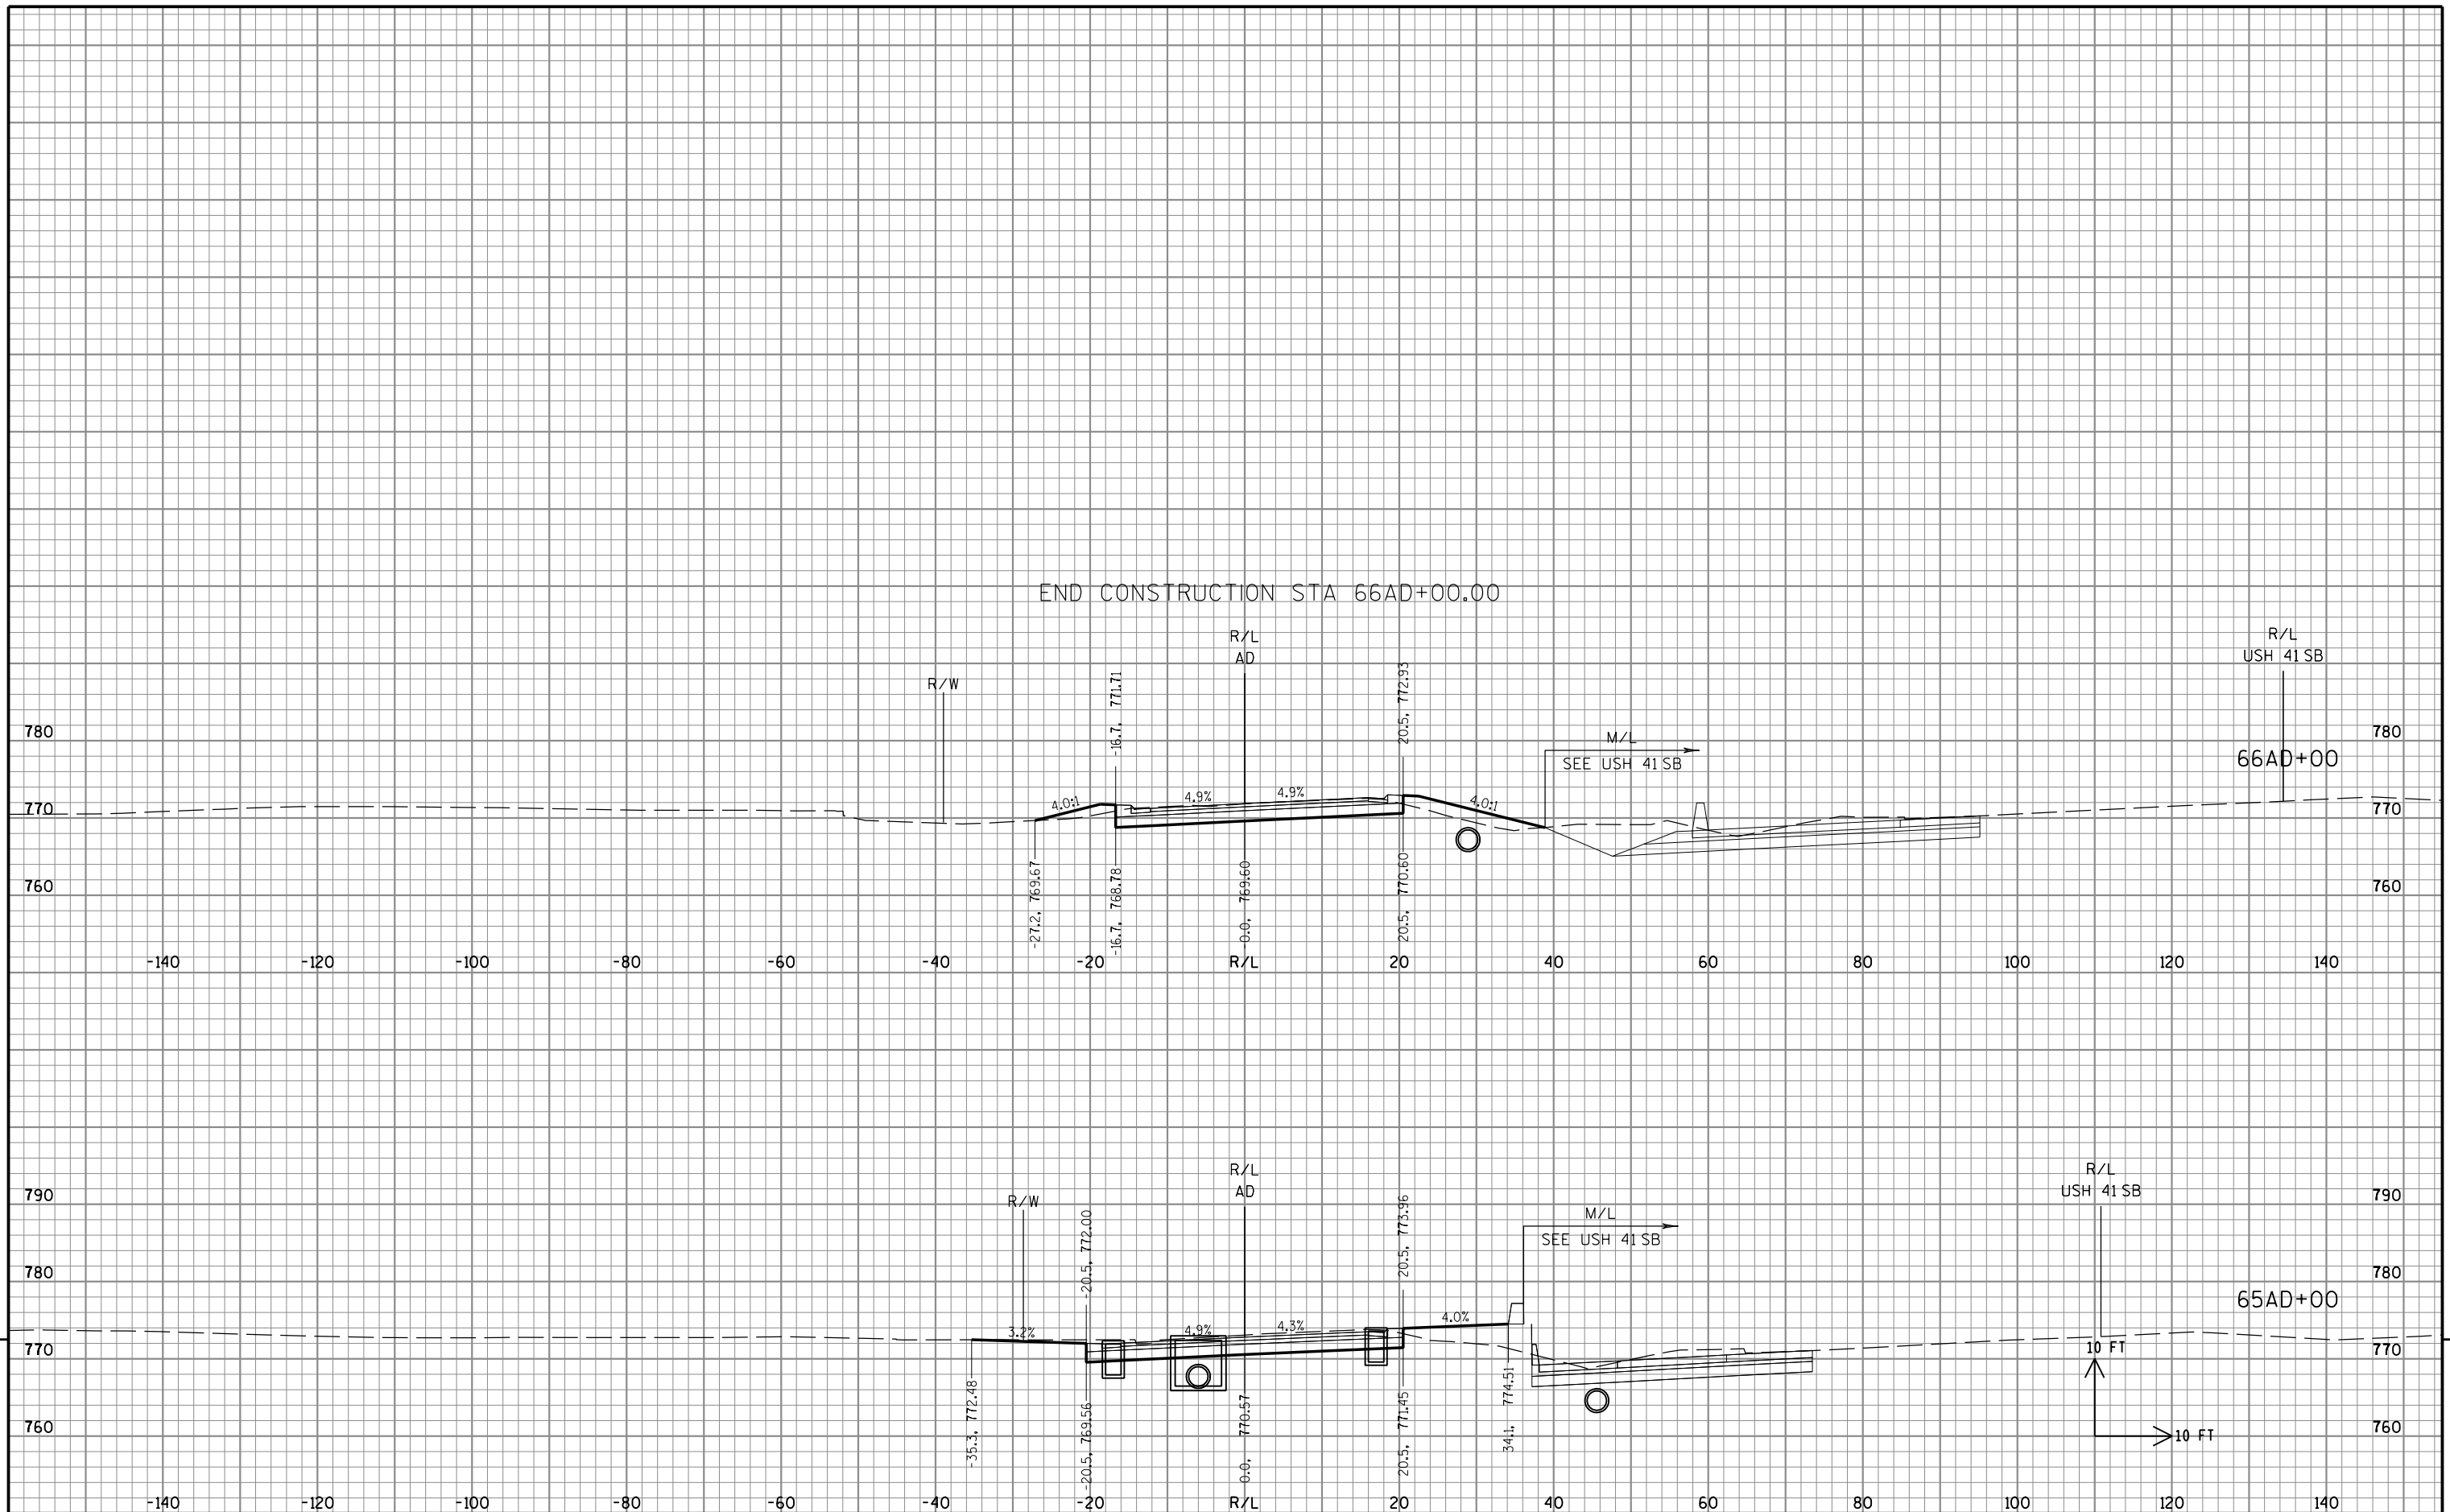 END CONSTRUCTION STA 66AD+00.00
R/L
AD
R/L
USH 41 SB
R/W
-16.7, 771.71
20.5, 772.93
M/L
SEE USH 41 SB
780
780
66AD+00
770
4.0:1
4.9%
4.9%
4.0:1
770
760
760
-27.2, 769.67
-16.7, 768.78
-0.0, 769.60
20.5, 770.60
-140 -120 -100 -80 -60 -40 -20 R/L 20 40 60 80 100 120 140
R/L
AD
R/L
USH 41 SB
790
790
R/W
-20.5, 772.00
20.5, 773.96
M/L
SEE USH 41 SB
780
780
65AD+00
770
3.2%
4.9%
4.3%
4.0%
10 FT
770
760
760
10 FT
-35.3, 772.48
-20.5, 769.56
-0.0, 770.57
20.5, 771.45
34.1, 774.51
-140 -120 -100 -80 -60 -40 -20 R/L 20 40 60 80 100 120 140